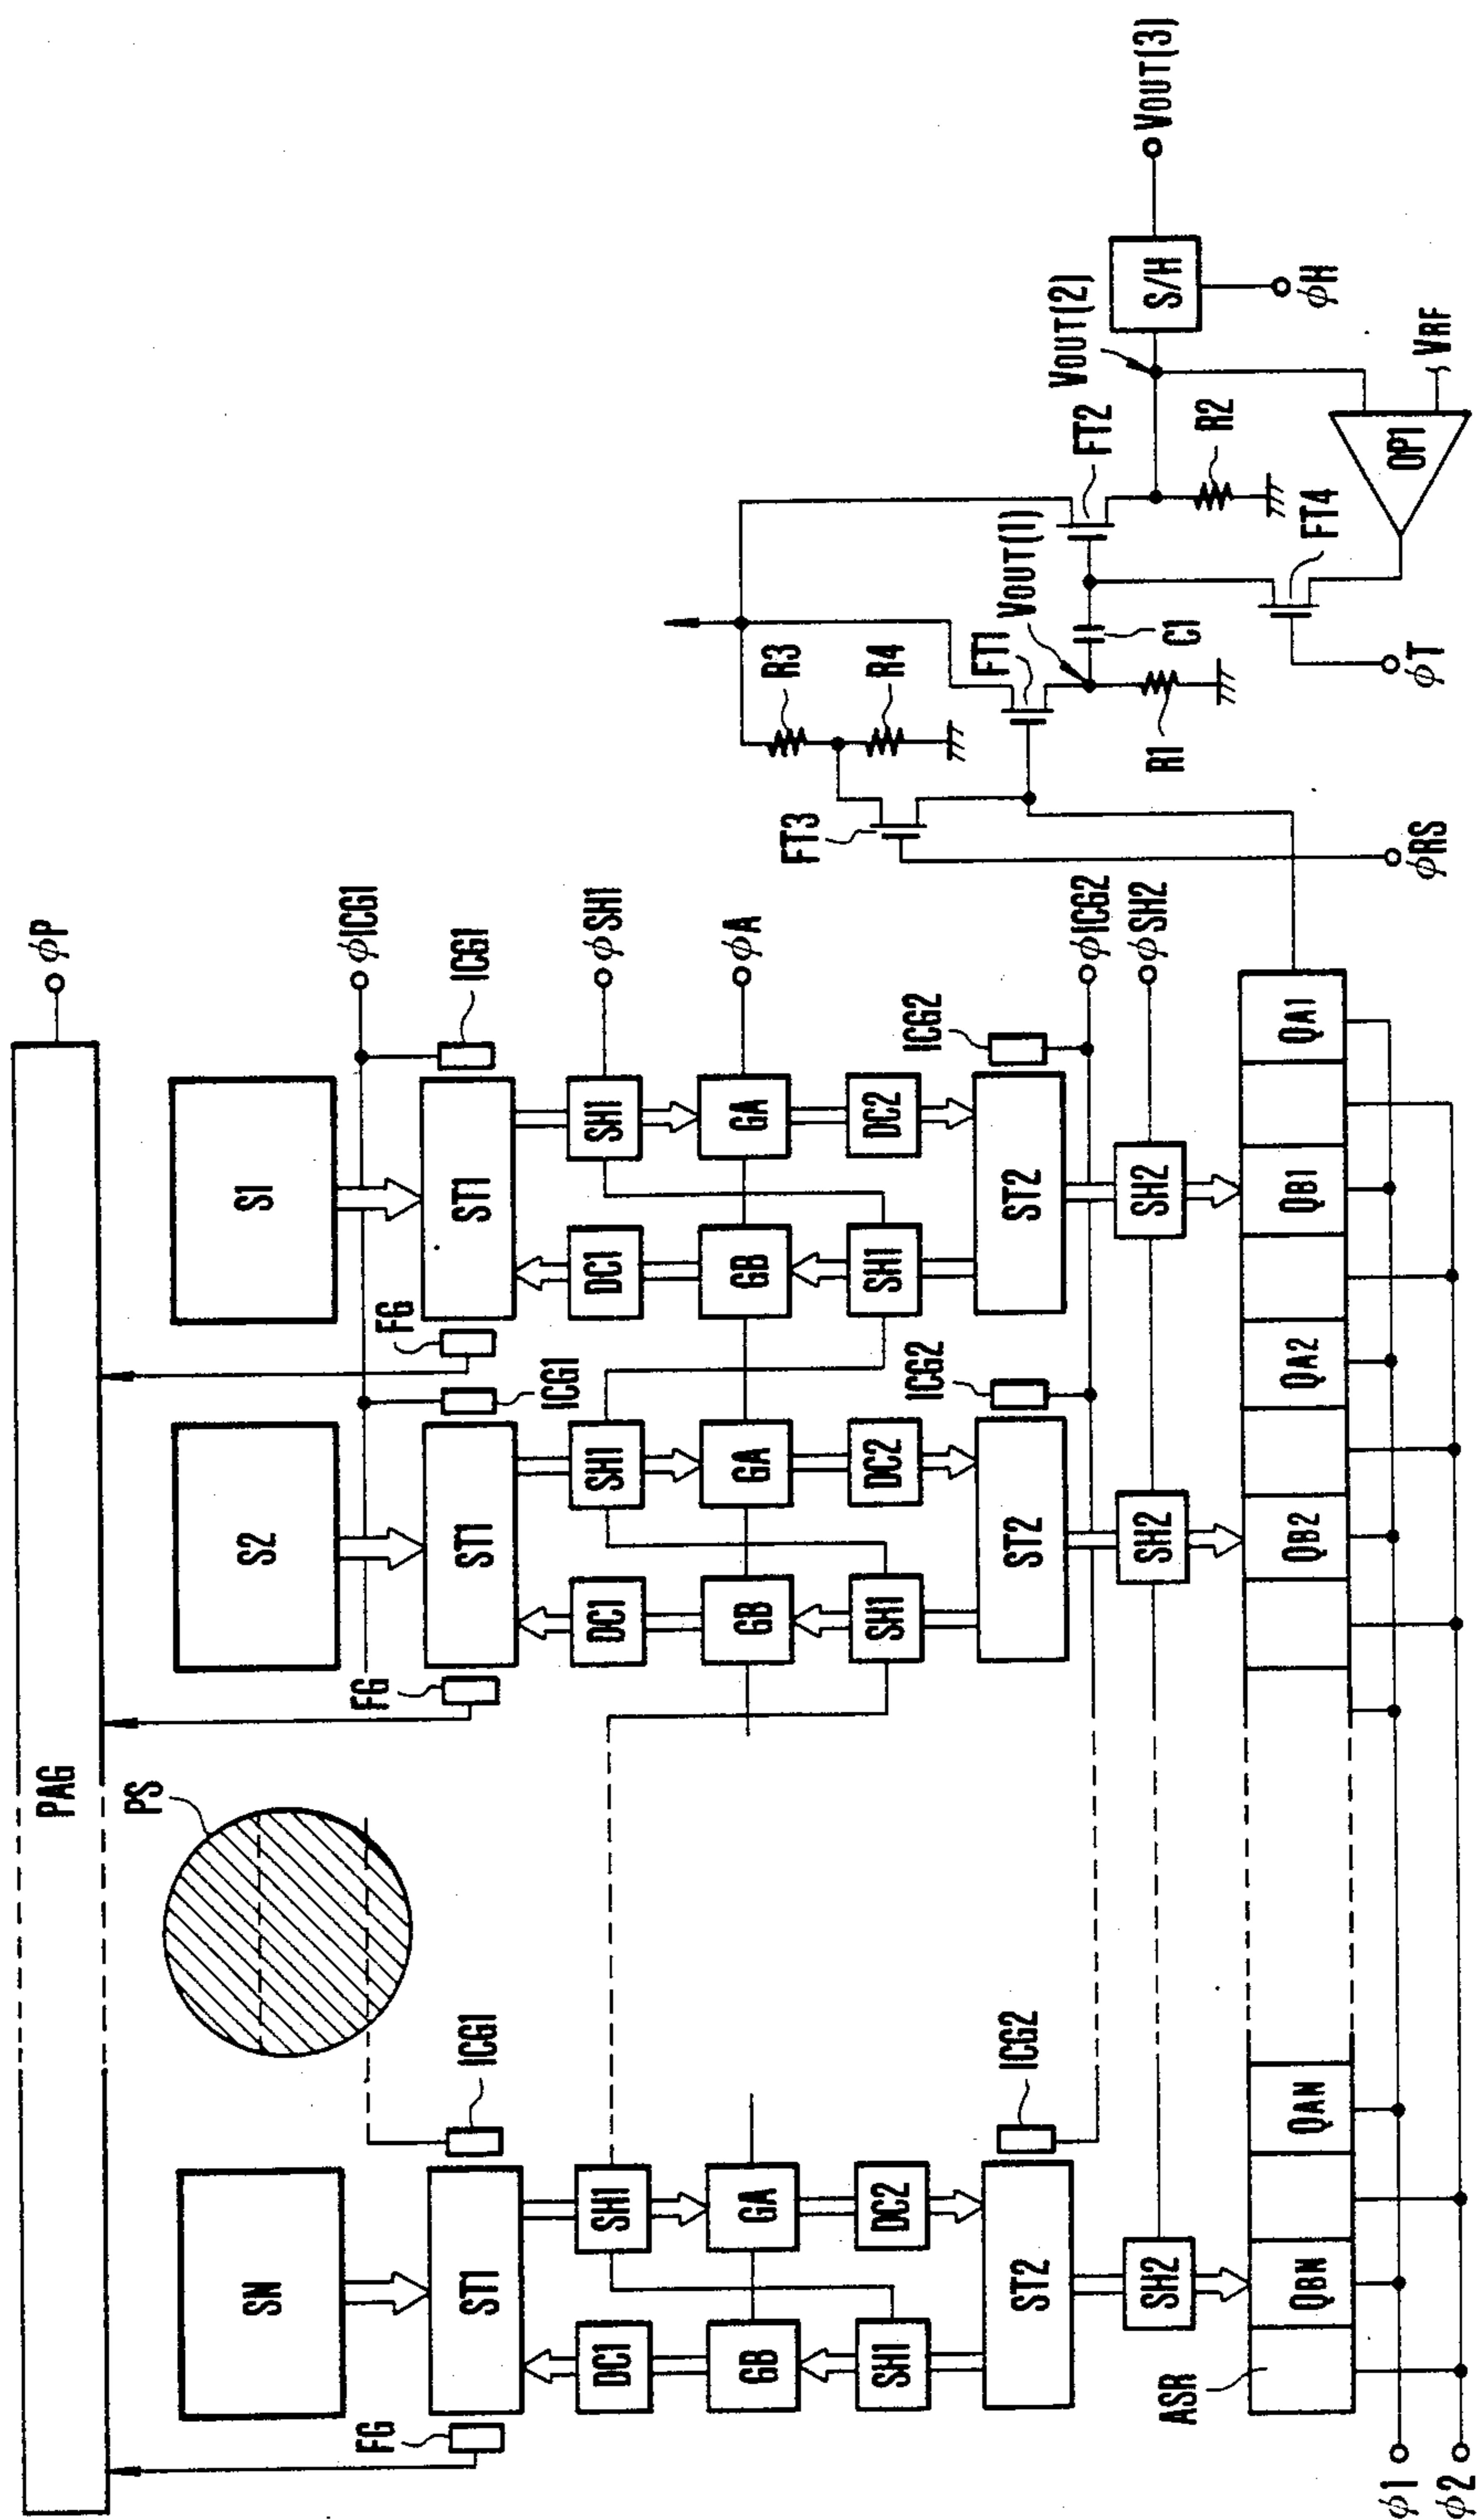 PAG
φP
PS
SN
S2
S1
φICG1
ICG1
ICG1
ICG1
FG
FG
FG
ST1
ST1
ST1
DC1
SH1
DC1
SH1
DC1
SH1
φSH1
GB
GA
GB
GA
GB
GA
φA
SH1
DC2
SH1
DC2
SH1
DC2
ICG2
ICG2
ICG2
ST2
ST2
ST2
φICG2
SH2
SH2
SH2
φSH2
ASR
QBN
QAN
QB2
QA2
QB1
QA1
φ1
φ2
FT3
R3
R4
FT1
VOUT(1)
FT2
VOUT(2)
S/H
VOUT(3)
φH
φRS
R1
C1
φT
FT4
R2
OP1
VRF